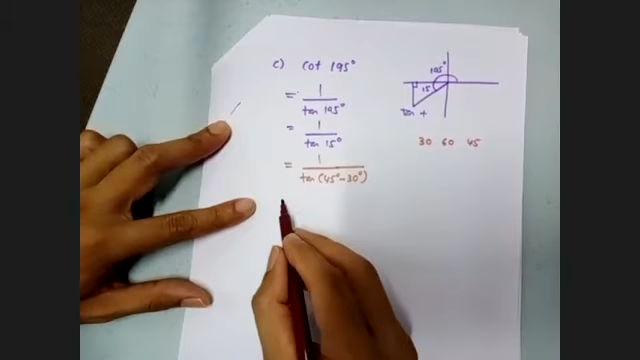 c) cot 195°
= 1
tan 195°
= 1
tan 15°
= 1
tan (45° - 30°)
195°
15
tan +
30 60 45